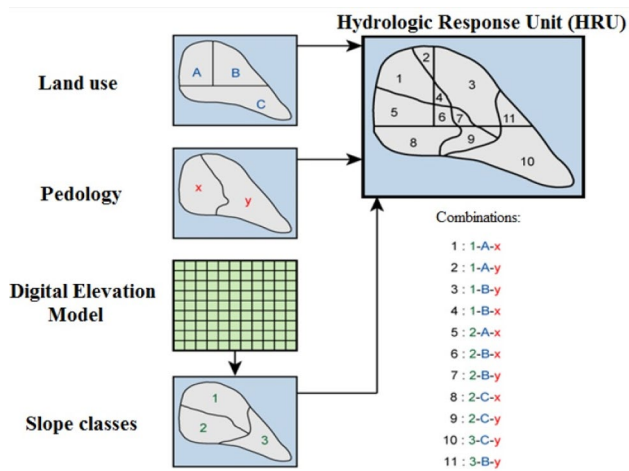 Hydrologic Response Unit (HRU)
Land use
A
B
C
Pedology
x
y
Digital Elevation
Model
Slope classes
1
2
3
2
1
3
4
5
6
7
11
8
9
10
Combinations:
1 : 1-A-x
2 : 1-A-y
3 : 1-B-y
4 : 1-B-x
5 : 2-A-x
6 : 2-B-x
7 : 2-B-y
8 : 2-C-x
9 : 2-C-y
10 : 3-C-y
11 : 3-B-y